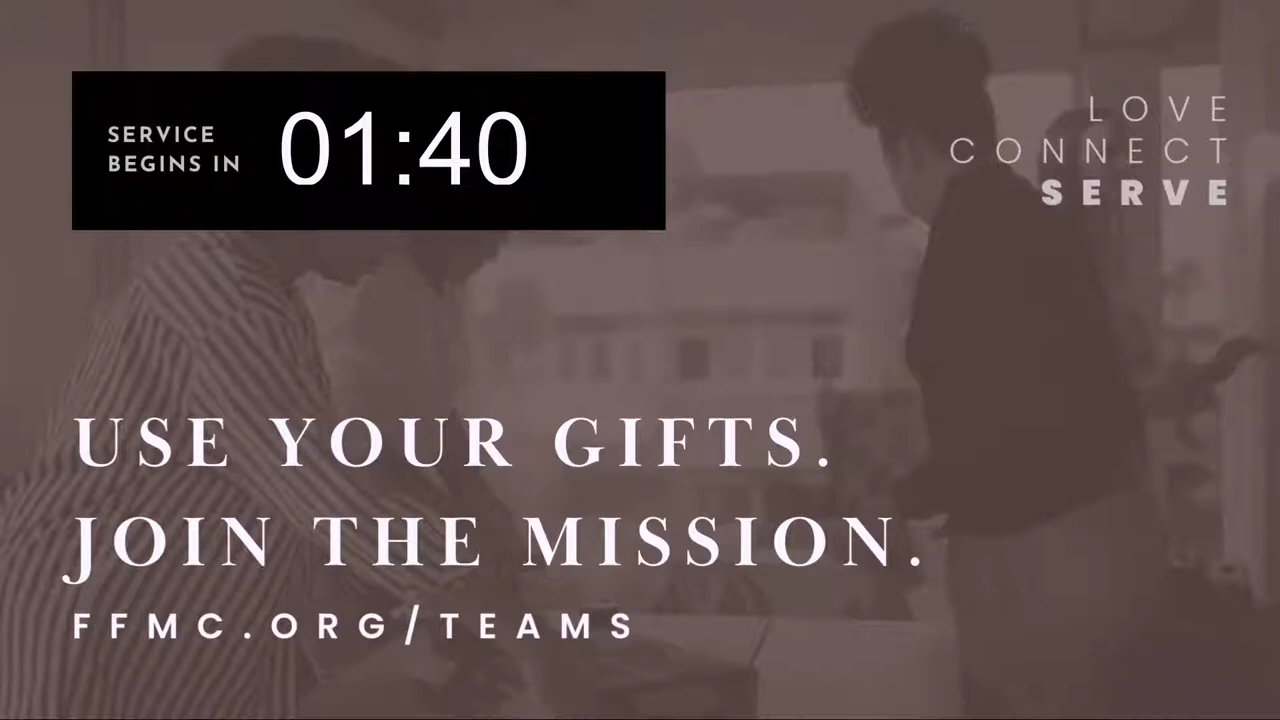 SERVICE
BEGINS IN
01:40
LOVE
CONNECT
SERVE
USE YOUR GIFTS.
JOIN THE MISSION.
FFMC.ORG/TEAMS